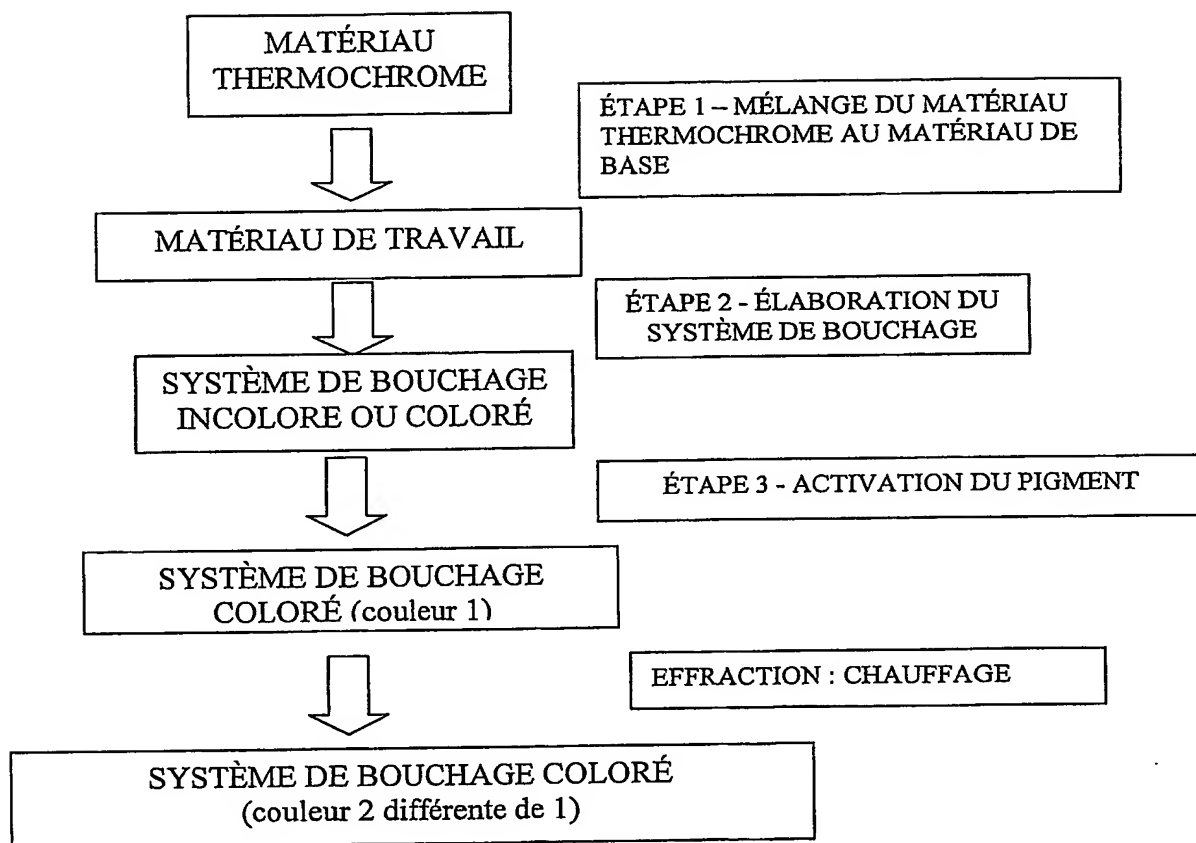 MATÉRIAU
THERMOCHROME
ÉTAPE 1 – MÉLANGE DU MATÉRIAU
THERMOCHROME AU MATÉRIAU DE
BASE
MATÉRIAU DE TRAVAIL
ÉTAPE 2 - ÉLABORATION DU
SYSTÈME DE BOUCHAGE
SYSTÈME DE BOUCHAGE
INCOLORE OU COLORÉ
ÉTAPE 3 - ACTIVATION DU PIGMENT
SYSTÈME DE BOUCHAGE
COLORÉ (couleur 1)
EFFRACTION : CHAUFFAGE
SYSTÈME DE BOUCHAGE COLORÉ
(couleur 2 différente de 1)